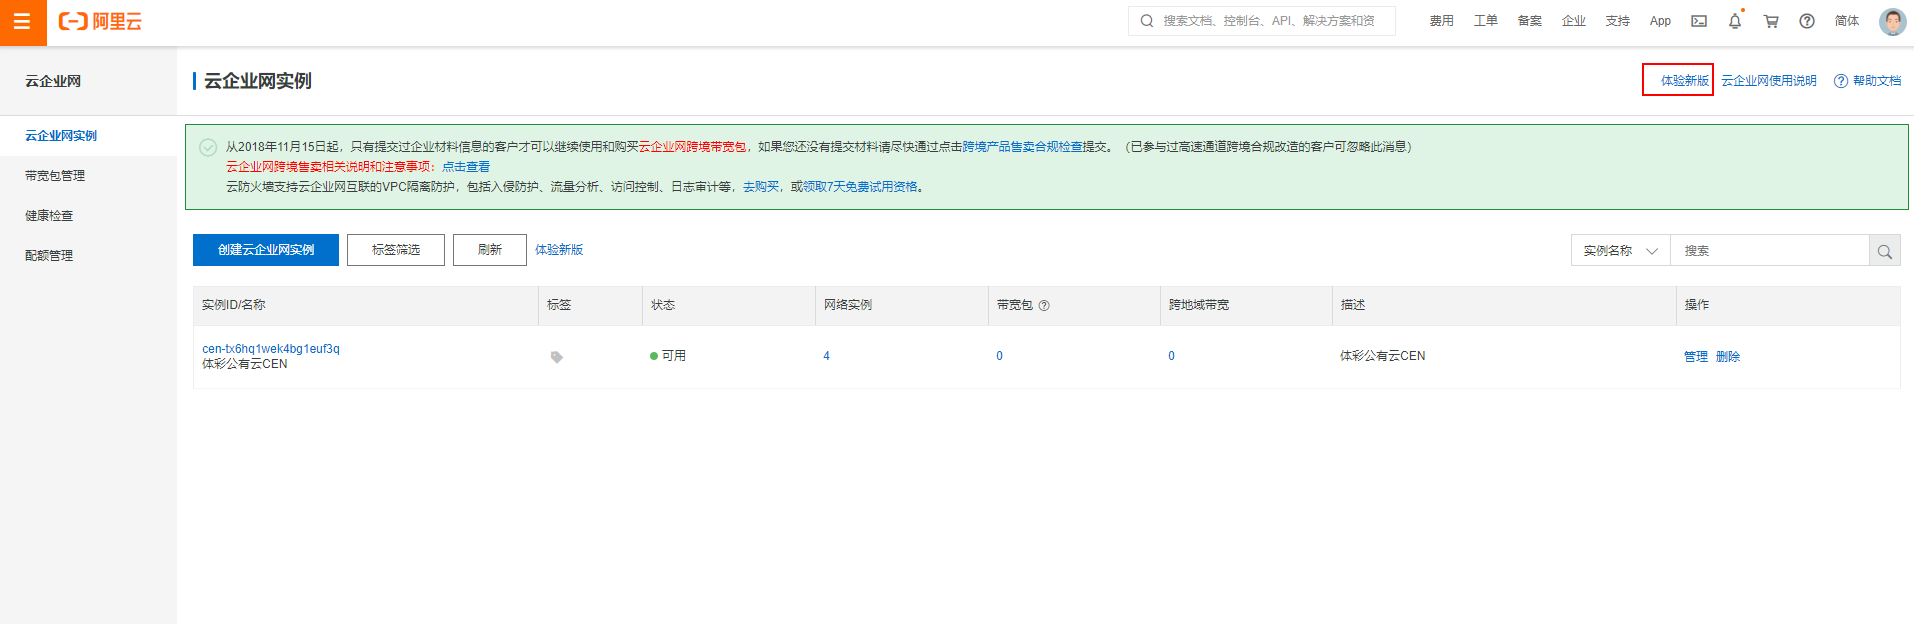 阿里云
搜索文档、控制台、API、解决方案和资
费用 工单 备案 企业 支持 App 简体
云企业网
云企业网实例
体验新版 云企业网使用说明 帮助文档
云企业网实例
带宽包管理
健康检查
配额管理
从2018年11月15日起，只有提交过企业材料信息的客户才可以继续使用和购买云企业网跨境带宽包，如果您还没有提交材料请尽快通过点击跨境产品售卖合规检查提交。（已参与过高速通道跨境合规改造的客户可忽略此消息）
云企业网跨境售卖相关说明和注意事项：点击查看
云防火墙支持云企业网互联的VPC隔离防护，包括入侵防护、流量分析、访问控制、日志审计等，去购买，或领取7天免费试用资格。
创建云企业网实例 标签筛选 刷新 体验新版
实例名称 搜索
实例ID/名称 标签 状态 网络实例 带宽包 跨地域带宽 描述 操作
cen-tx6hq1wek4bg1euf3q
体彩公有云CEN
可用 4 0 0 体彩公有云CEN 管理 删除